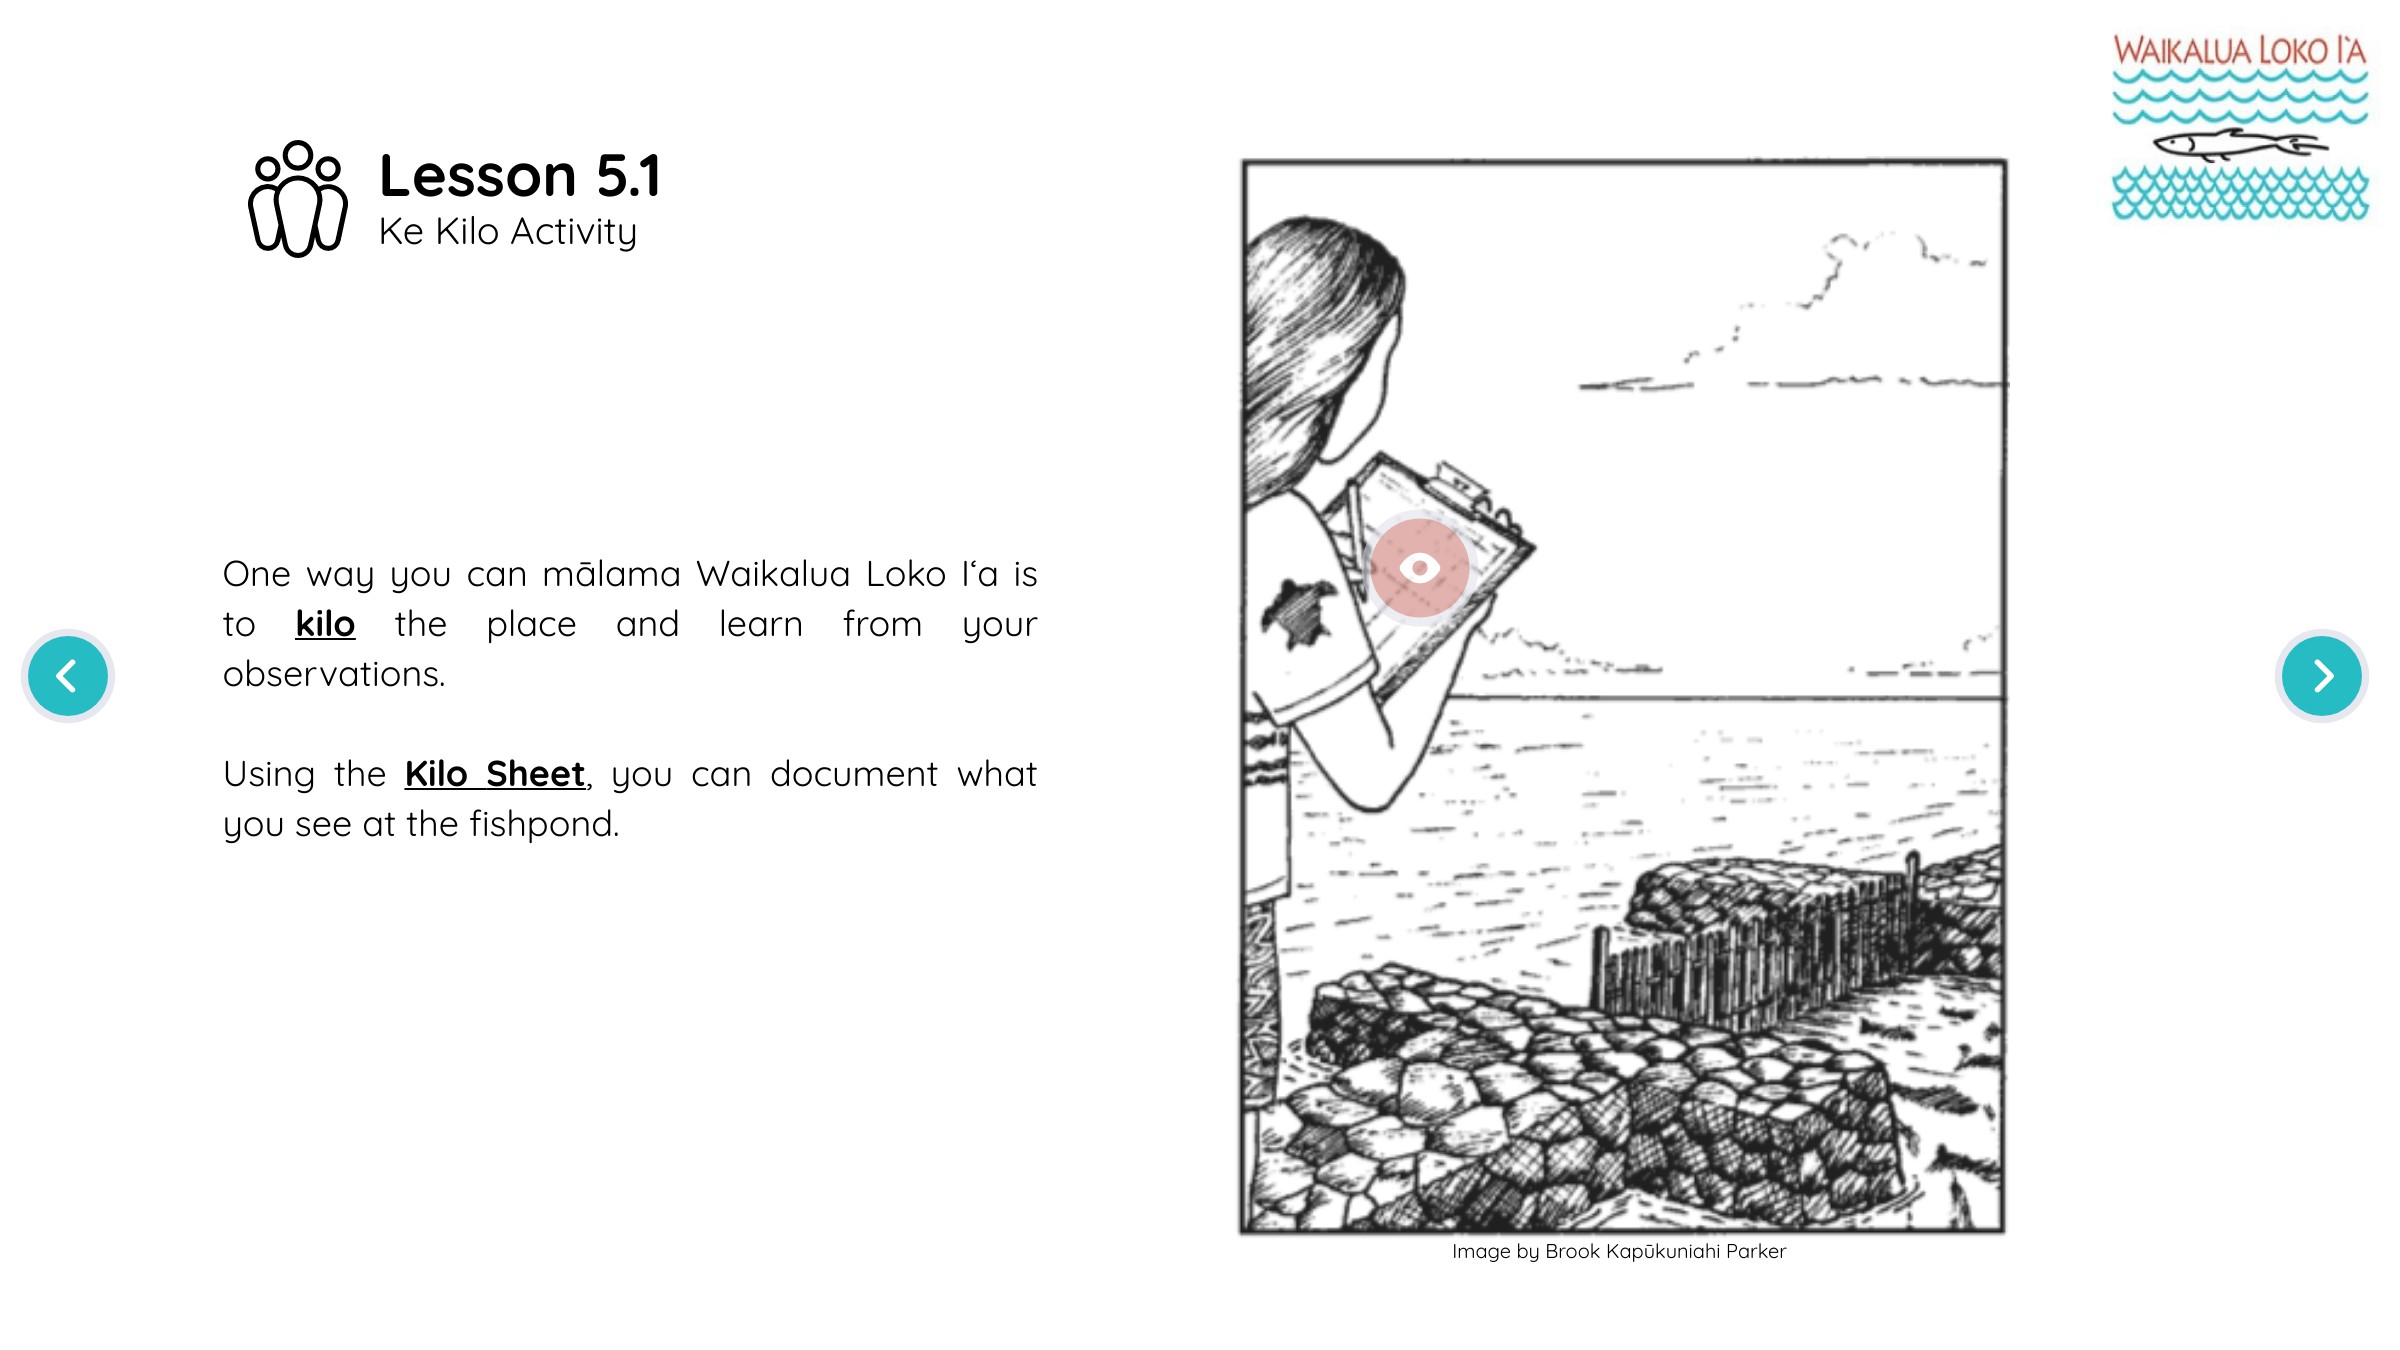 WAIKALUA LOKO I'A
Lesson 5.1
Ke Kilo Activity
One way you can mālama Waikalua Loko Iʻa is
to kilo the place and learn from your
observations.
Using the Kilo Sheet, you can document what
you see at the fishpond.
Image by Brook Kapūkuniahi Parker